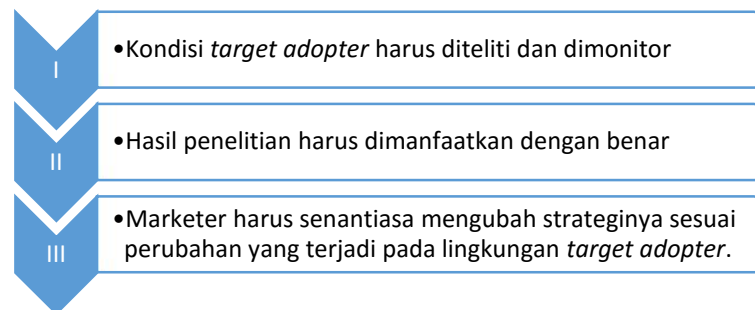 I
•Kondisi target adopter harus diteliti dan dimonitor
II
•Hasil penelitian harus dimanfaatkan dengan benar
III
•Marketer harus senantiasa mengubah strateginya sesuai
perubahan yang terjadi pada lingkungan target adopter.